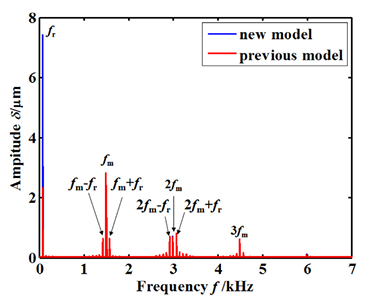 8
6
4
2
0
0 1 2 3 4 5 6 7
Amplitude δ/μm
Frequency f /kHz
new model
previous model
fr
fm
fm-fr
fm+fr
2fm
2fm-fr
2fm+fr
3fm